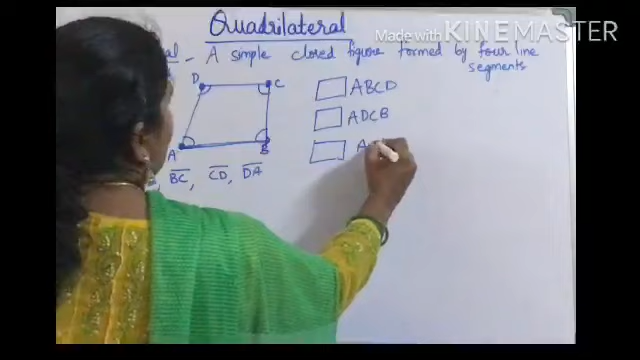 Quadrilateral
Made with KINEMASTER
- A simple closed figure formed by four line
segments
D
C
A
B
ABCD
ADCB
A
BC, CD, DA